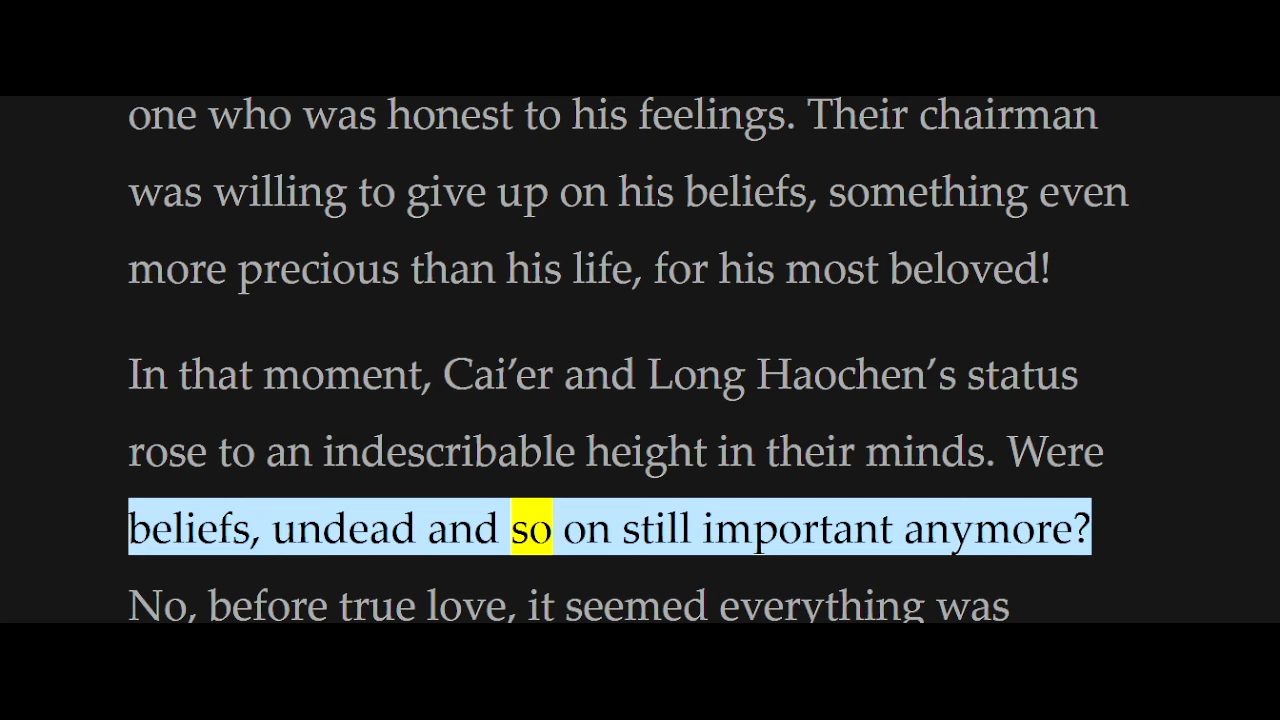 one who was honest to his feelings. Their chairman
was willing to give up on his beliefs, something even
more precious than his life, for his most beloved!
In that moment, Cai’er and Long Haochen’s status
rose to an indescribable height in their minds. Were
beliefs, undead and so on still important anymore?
No, before true love, it seemed everything was